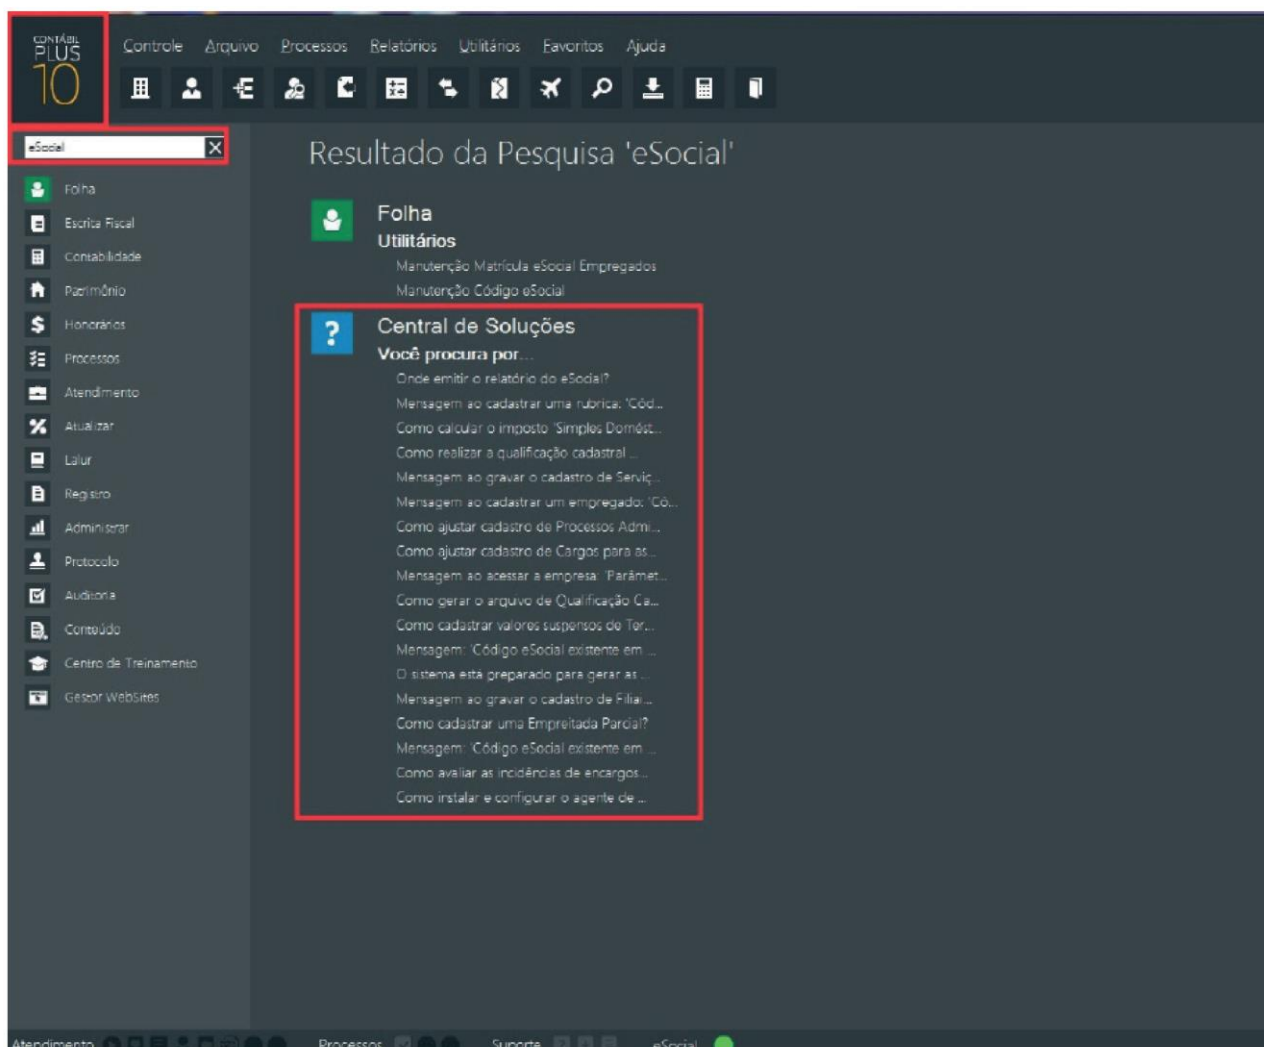 CONTÁBIL
PLUS
10
Controle Arquivo Processos Relatórios Utilitários Favoritos Ajuda
eSocial
Folha
Escrita Fiscal
Contabilidade
Patrimônio
Honorários
Processos
Atendimento
Atualizar
Lalur
Registro
Administrar
Protocolo
Auditoria
Conteúdo
Centro de Treinamento
Gestor WebSites
Resultado da Pesquisa 'eSocial'
Folha
Utilitários
Manutenção Matrícula eSocial Empregados
Manutenção Código eSocial
?
Central de Soluções
Você procura por...
Onde emitir o relatório do eSocial?
Mensagem ao cadastrar uma rubrica: 'Cód...
Como calcular o imposto 'Simples Domést...
Como realizar a qualificação cadastral ...
Mensagem ao gravar o cadastro de Serviç...
Mensagem ao cadastrar um empregado: 'Có...
Como ajustar cadastro de Processos Admi...
Como ajustar cadastro de Cargos para as...
Mensagem ao acessar a empresa: 'Parâmet...
Como gerar o arquivo de Qualificação Ca...
Como cadastrar valores suspensos de Ter...
Mensagem: 'Código eSocial existente em ...
O sistema está preparado para gerar as ...
Mensagem ao gravar o cadastro de Filiai...
Como cadastrar uma Empreitada Parcial?
Mensagem: 'Código eSocial existente em ...
Como avaliar as incidências de encargos...
Como instalar e configurar o agente de ...
Atendimento Processos Suporte eSocial